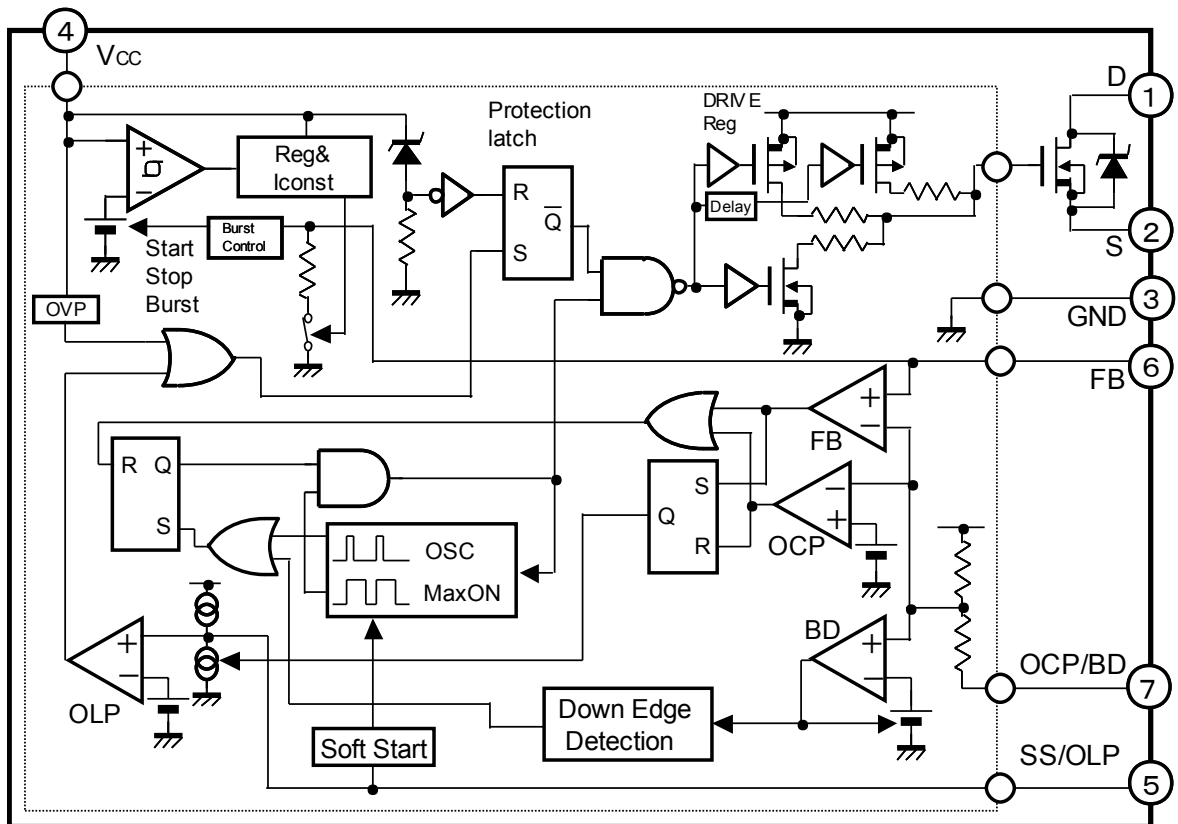 4
VCC
D
1
DRIVE
Reg
Protection
latch
+
−
Reg&
Iconst
R
Q
S
Delay
Burst
Control
Start
Stop
Burst
2
S
OVP
3
GND
6
FB
+
−
FB
R Q
S
S
Q
R
−
+
OCP
OSC
MaxON
BD
+
−
+
−
OLP
OCP/BD
7
Down Edge
Detection
Soft Start
SS/OLP
5